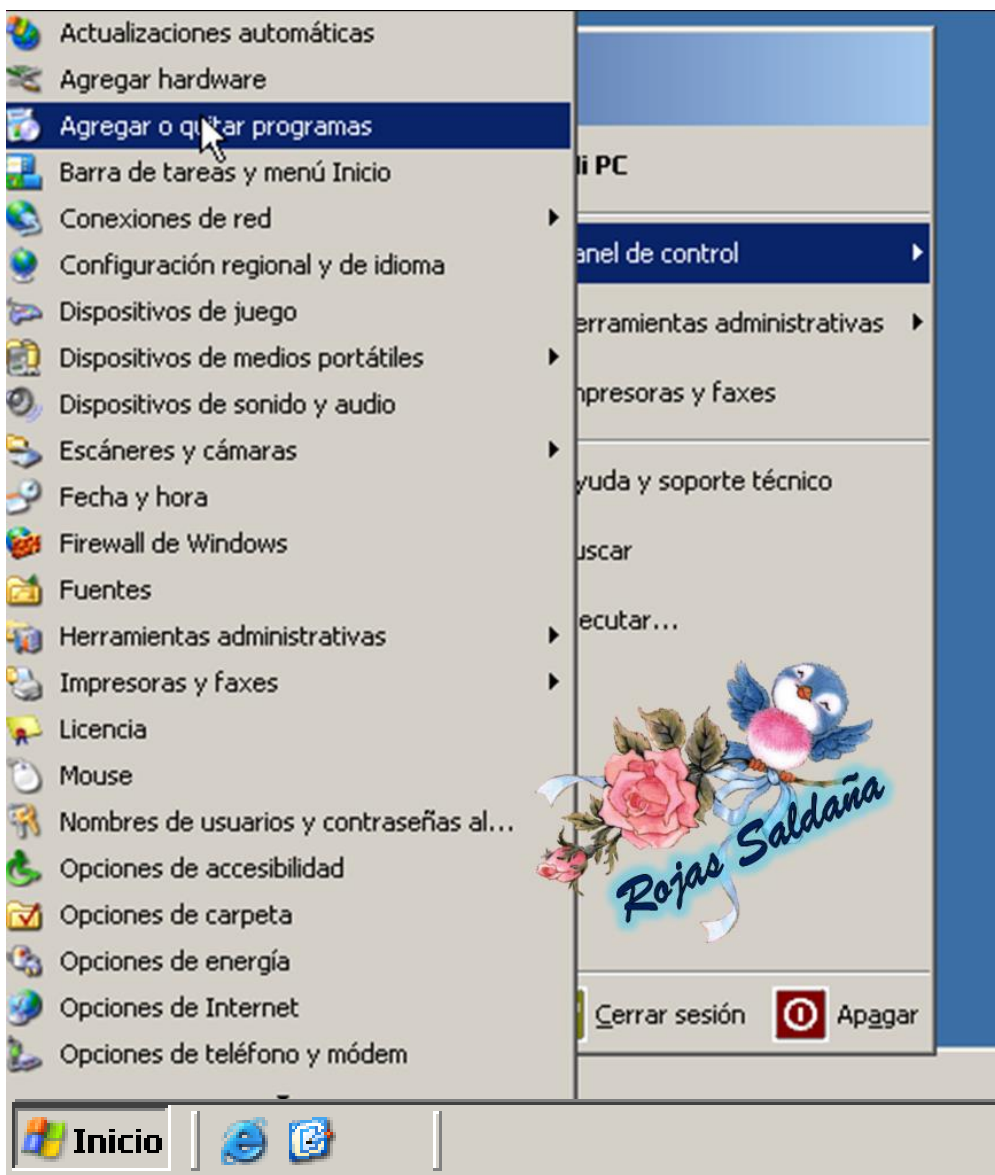 Actualizaciones automáticas
Agregar hardware
Agregar o quitar programas
Barra de tareas y menú Inicio
Conexiones de red
Configuración regional y de idioma
Dispositivos de juego
Dispositivos de medios portátiles
Dispositivos de sonido y audio
Escáneres y cámaras
Fecha y hora
Firewall de Windows
Fuentes
Herramientas administrativas
Impresoras y faxes
Licencia
Mouse
Nombres de usuarios y contraseñas al...
Opciones de accesibilidad
Opciones de carpeta
Opciones de energía
Opciones de Internet
Opciones de teléfono y módem
li PC
anel de control
erramientas administrativas
npresoras y faxes
yuda y soporte técnico
uscar
ecutar...
Rojas Saldaña
Cerrar sesión
Apagar
Inicio